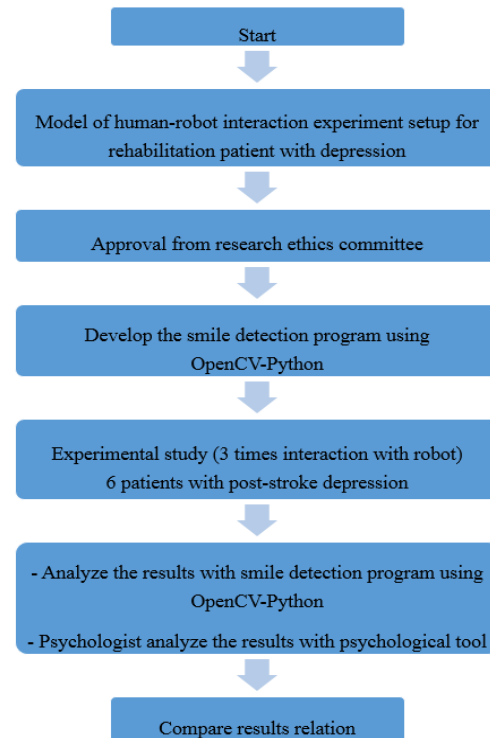 Start
Model of human-robot interaction experiment setup for
rehabilitation patient with depression
Approval from research ethics committee
Develop the smile detection program using
OpenCV-Python
Experimental study (3 times interaction with robot)
6 patients with post-stroke depression
- Analyze the results with smile detection program using
OpenCV-Python
- Psychologist analyze the results with psychological tool
Compare results relation